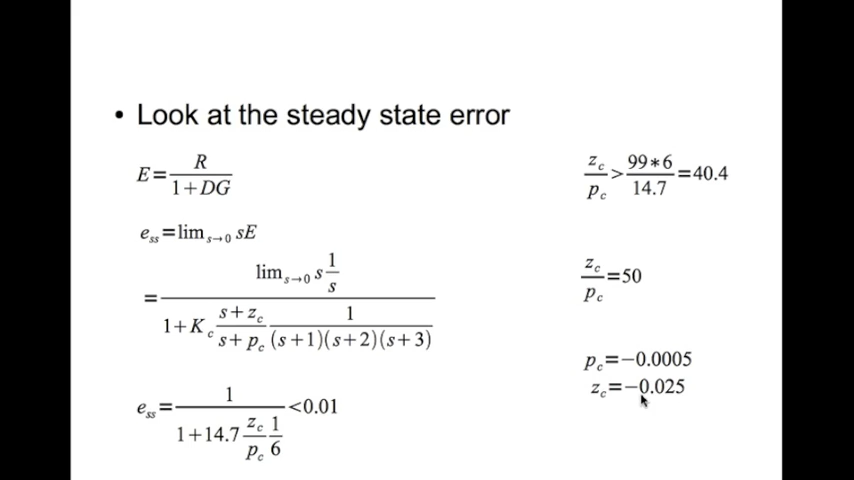 • Look at the steady state error
E = R / (1+DG)
e_ss = lim_{s→0} sE
= lim_{s→0} s 1/s / (1+K_c (s+z_c)/(s+p_c) 1/((s+1)(s+2)(s+3)))
e_ss = 1 / (1+14.7 z_c/p_c 1/6) <0.01
z_c/p_c > 99*6/14.7 =40.4
z_c/p_c =50
p_c=−0.0005
z_c=−0.025